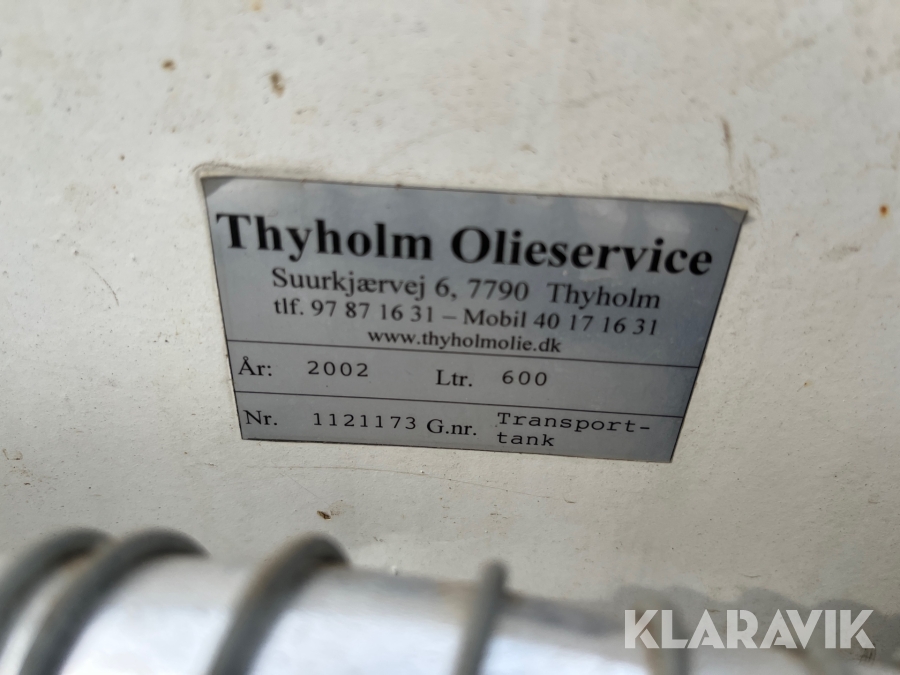 Thyholm Olieservice
Suurkjærvej 6, 7790 Thyholm
tlf. 97 87 16 31 – Mobil 40 17 16 31
www.thyholmolie.dk
År: 2002 Ltr. 600
Nr. 1121173 G.nr. Transport-
tank
KLARAVIK